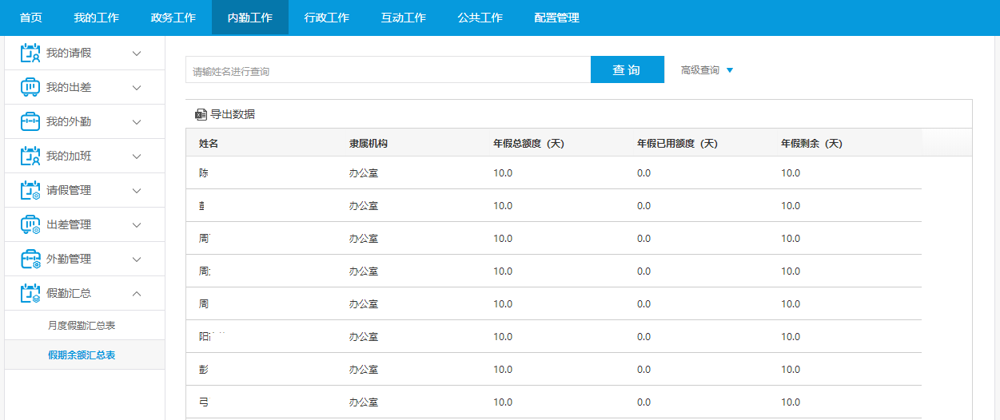 首页 我的工作 政务工作 内勤工作 行政工作 互动工作 公共工作 配置管理
我的请假
我的出差
我的外勤
我的加班
请假管理
出差管理
外勤管理
假勤汇总
月度假勤汇总表
假期余额汇总表
请输姓名进行查询 查 询 高级查询
导出数据
姓名 隶属机构 年假总额度（天） 年假已用额度（天） 年假剩余（天）
陈 办公室 10.0 0.0 10.0
办公室 10.0 0.0 10.0
周 办公室 10.0 0.0 10.0
周 办公室 10.0 0.0 10.0
周 办公室 10.0 0.0 10.0
阳 办公室 10.0 0.0 10.0
彭 办公室 10.0 0.0 10.0
弓 办公室 10.0 0.0 10.0